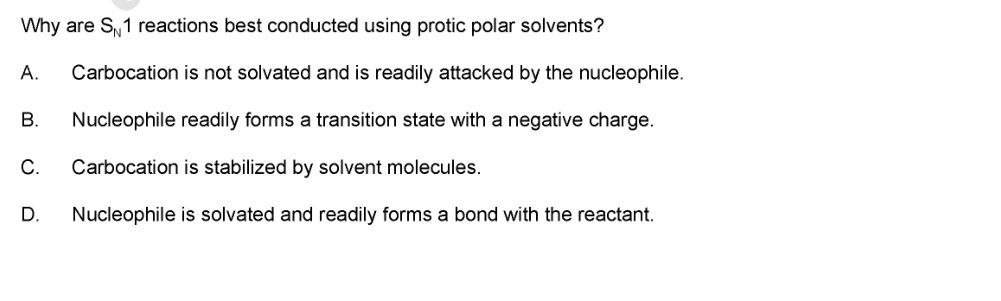 Why are SN1 reactions best conducted using protic polar solvents?
A. Carbocation is not solvated and is readily attacked by the nucleophile.
B. Nucleophile readily forms a transition state with a negative charge.
C. Carbocation is stabilized by solvent molecules.
D. Nucleophile is solvated and readily forms a bond with the reactant.